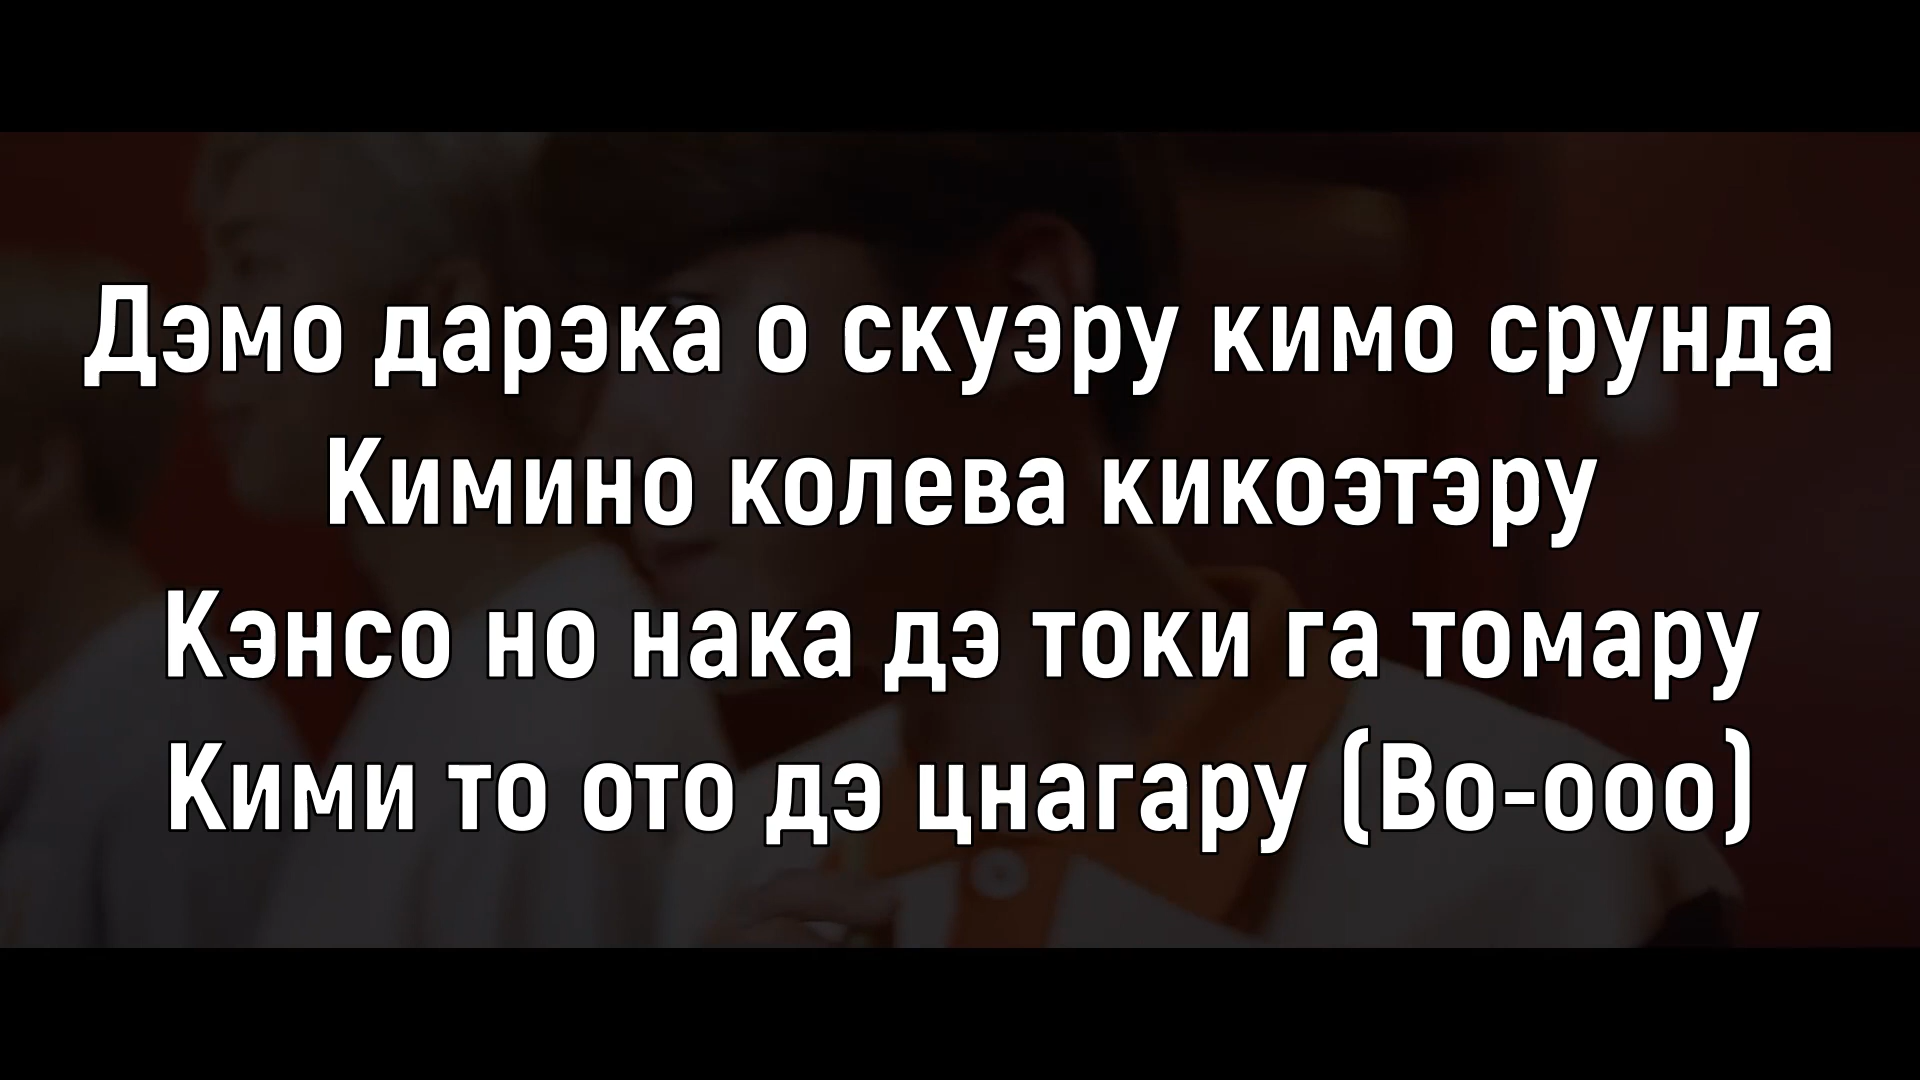 Дэмо дарэка о скуэру кимо срунда
Кимино колева кикоэтэру
Кэнсо но нака дэ токи га томару
Кими то ото дэ цнагару (Во-ооо)